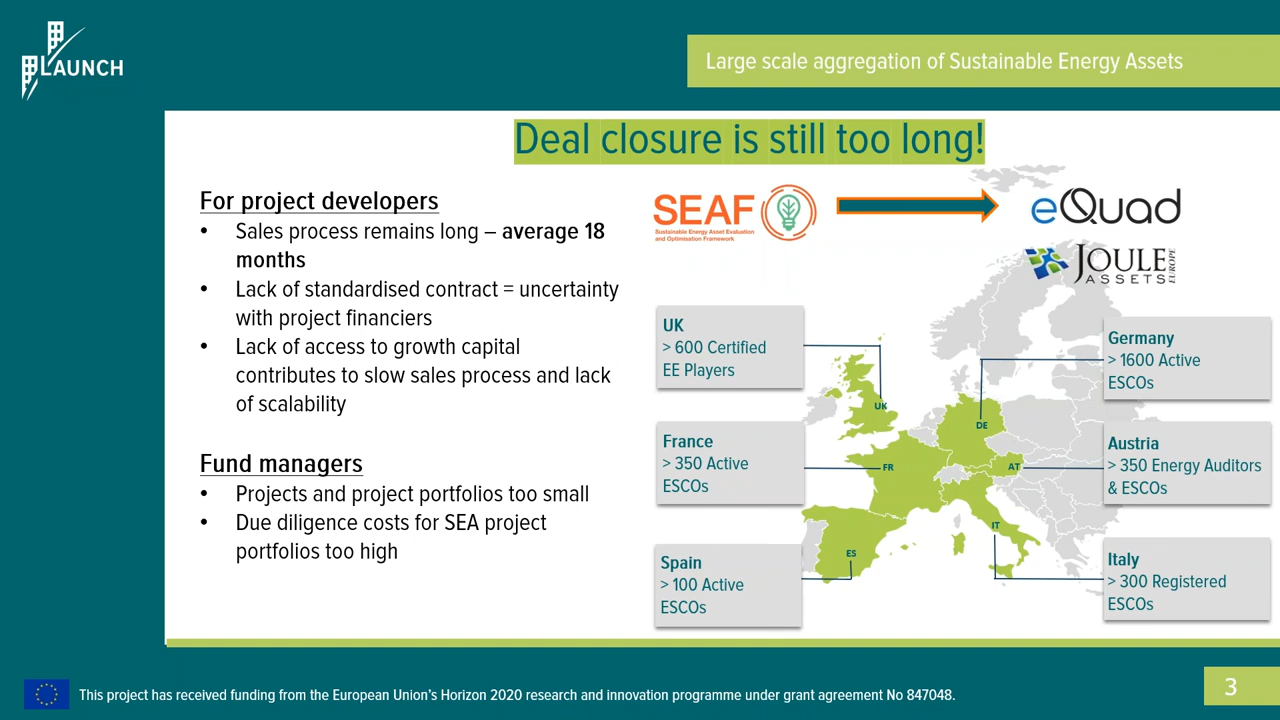 LAUNCH
Large scale aggregation of Sustainable Energy Assets
Deal closure is still too long!
For project developers
• Sales process remains long – average 18
months
• Lack of standardised contract = uncertainty
with project financiers
• Lack of access to growth capital
contributes to slow sales process and lack
of scalability
Fund managers
• Projects and project portfolios too small
• Due diligence costs for SEA project
portfolios too high
SEAF
Sustainable Energy Asset Evaluation
and Optimisation Framework
eQuad
JOULE
ASSETS
EUROPE
UK
> 600 Certified
EE Players
France
> 350 Active
ESCOs
Spain
> 100 Active
ESCOs
UK
DE
FR
AT
IT
ES
Germany
> 1600 Active
ESCOs
Austria
> 350 Energy Auditors
& ESCOs
Italy
> 300 Registered
ESCOs
This project has received funding from the European Union's Horizon 2020 research and innovation programme under grant agreement No 847048.
3